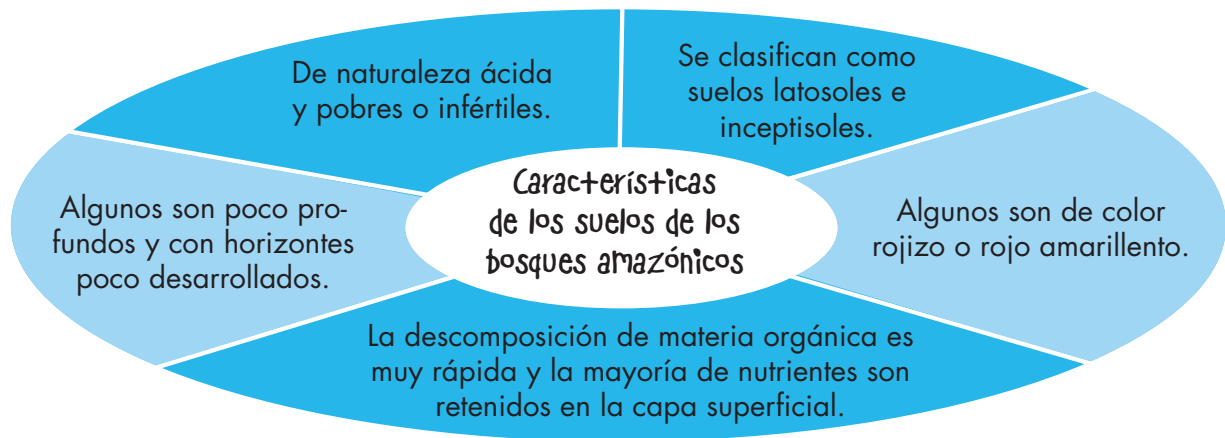 De naturaleza ácida
y pobres o infértiles.
Se clasifican como
suelos latosoles e
inceptisoles.
Características
de los suelos de los
bosques amazónicos
Algunos son poco pro-
fundos y con horizontes
poco desarrollados.
Algunos son de color
rojizo o rojo amarillento.
La descomposición de materia orgánica es
muy rápida y la mayoría de nutrientes son
retenidos en la capa superficial.